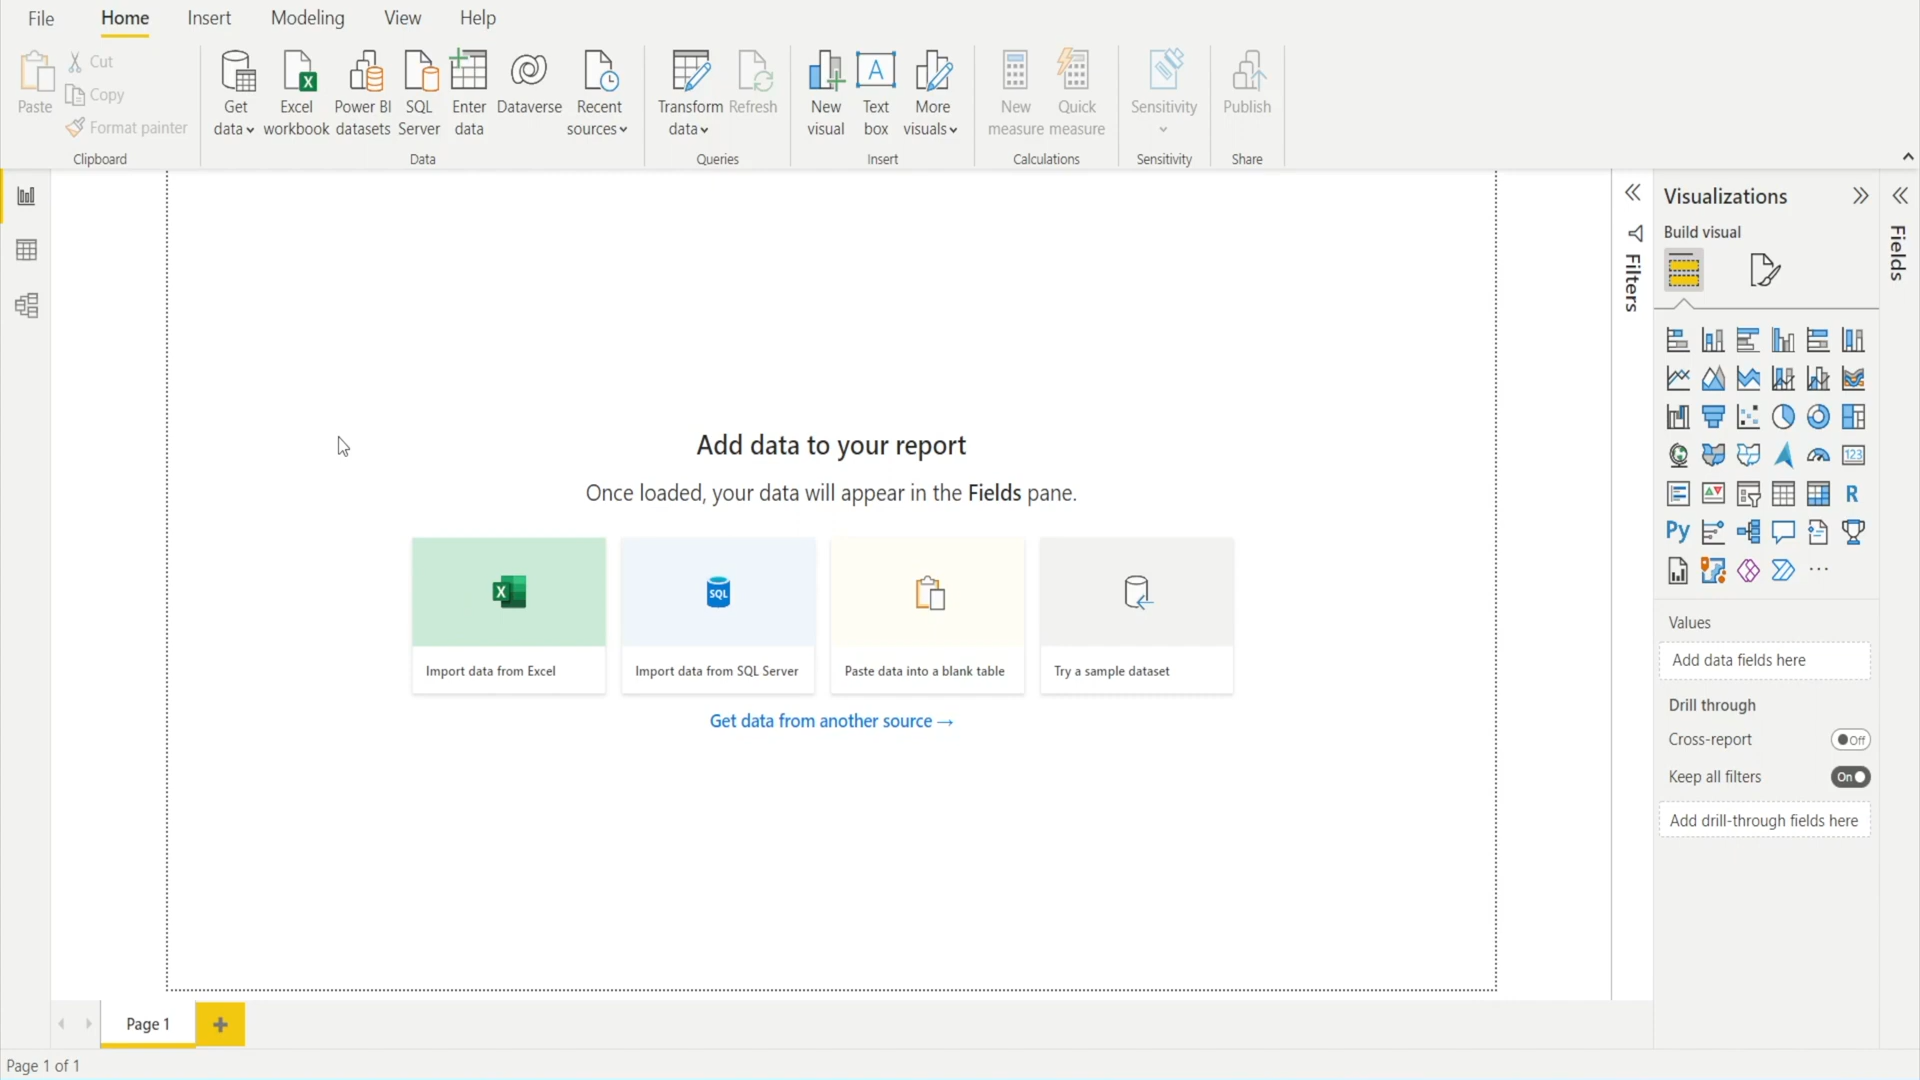 File Home Insert Modeling View Help
Paste
Cut
Copy
Format painter
Clipboard
Get data
Excel workbook
Power BI datasets
SQL Server
Enter data
Dataverse
Recent sources
Data
Transform data
Refresh
Queries
New visual
A
Text box
More visuals
Insert
New measure
Quick measure
Calculations
Sensitivity
Sensitivity
Publish
Share
Add data to your report
Once loaded, your data will appear in the Fields pane.
X
SQL
Import data from Excel
Import data from SQL Server
Paste data into a blank table
Try a sample dataset
Get data from another source →
Filters
Visualizations
Build visual
123
R
Py
...
Values
Add data fields here
Drill through
Cross-report Off
Keep all filters On
Add drill-through fields here
Fields
Page 1
Page 1 of 1